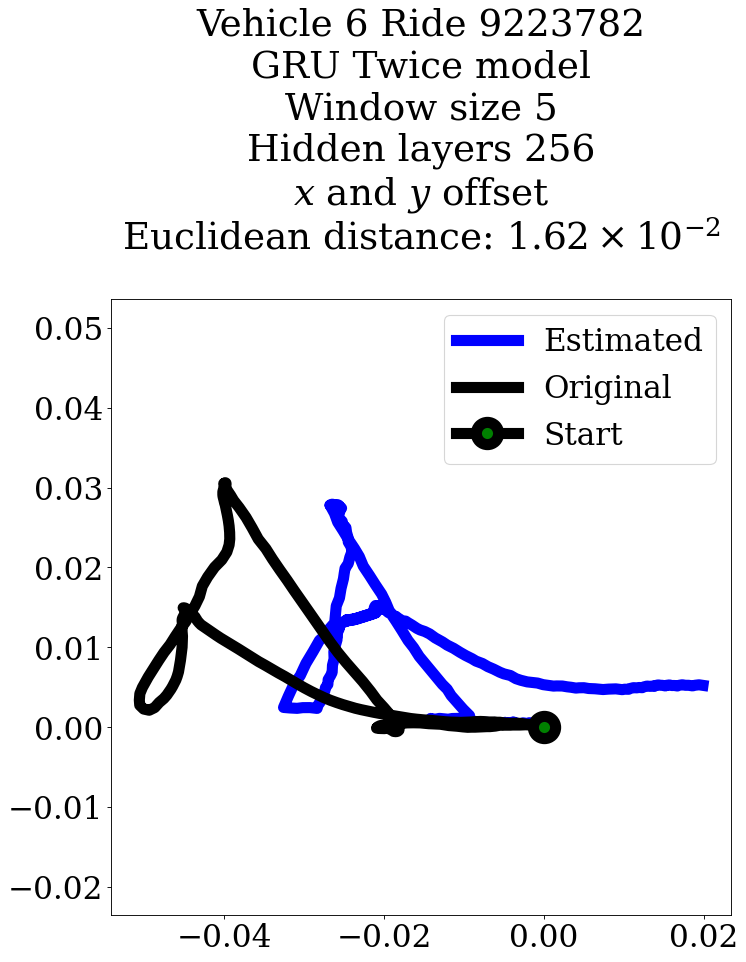 Vehicle 6 Ride 9223782
GRU Twice model
Window size 5
Hidden layers 256
x and y offset
Euclidean distance: 1.62 × 10⁻²
Estimated
Original
Start
0.05
0.04
0.03
0.02
0.01
0.00
−0.01
−0.02
−0.04
−0.02
0.00
0.02